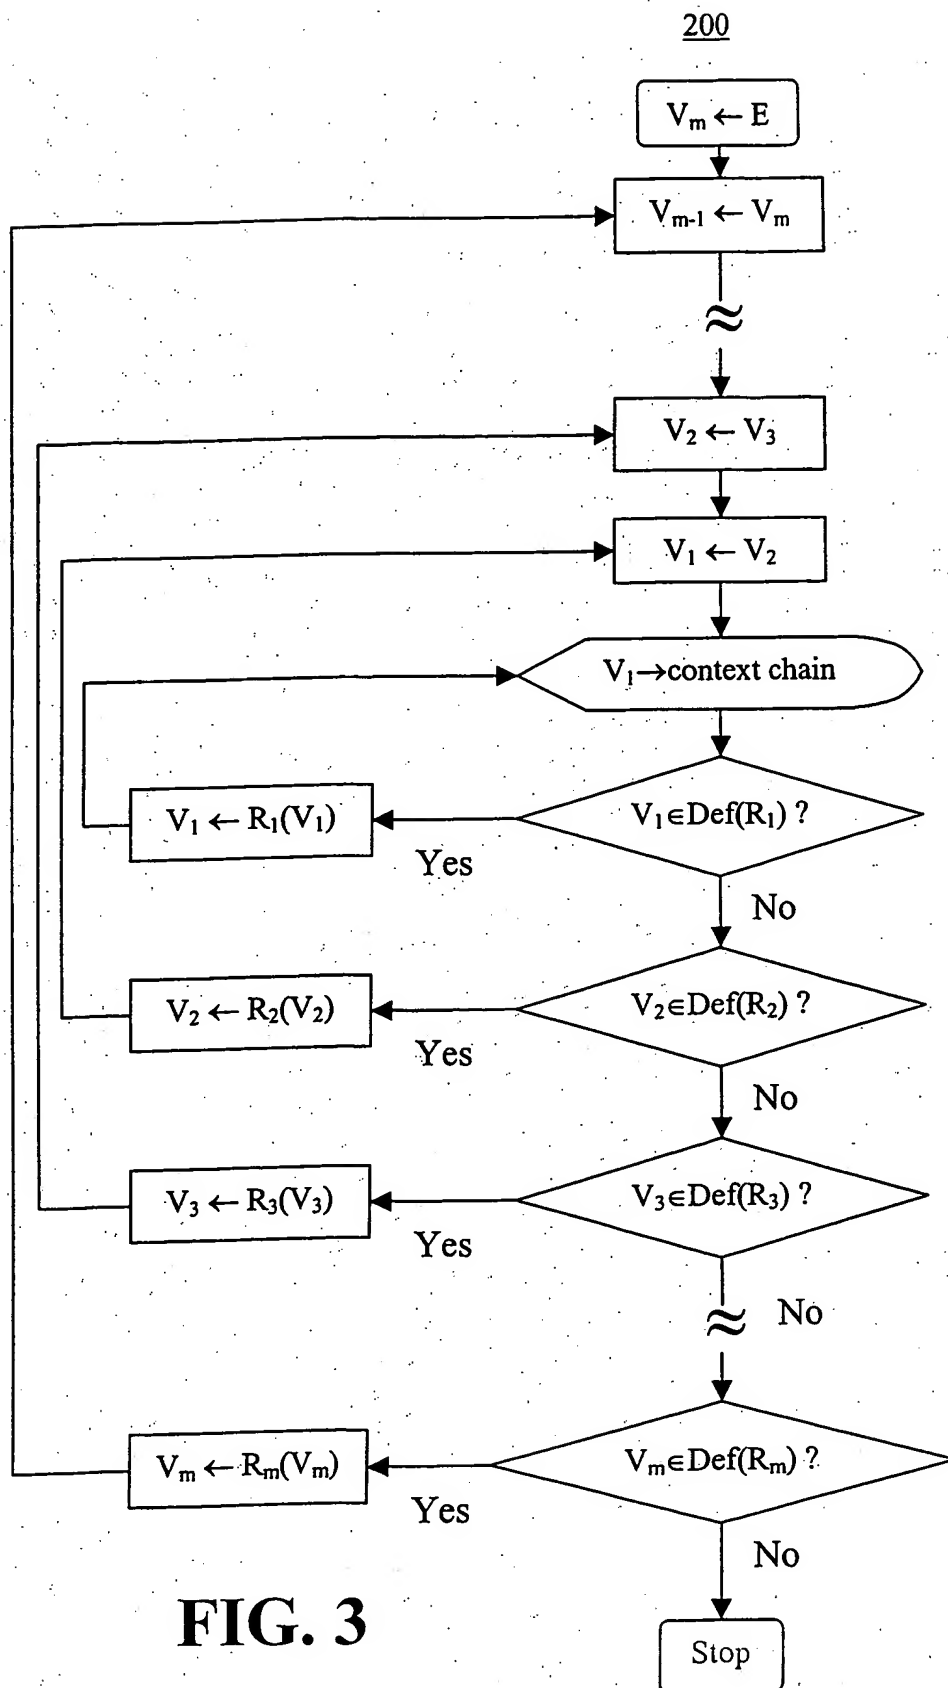 200
Vₘ ← E
Vₘ₋₁ ← Vₘ
≈
V₂ ← V₃
V₁ ← V₂
V₁→context chain
V₁ ← R₁(V₁)
V₁∈Def(R₁) ?
Yes
No
V₂ ← R₂(V₂)
V₂∈Def(R₂) ?
Yes
No
V₃ ← R₃(V₃)
V₃∈Def(R₃) ?
Yes
≈ No
Vₘ ← Rₘ(Vₘ)
Vₘ∈Def(Rₘ) ?
Yes
No
FIG. 3
Stop